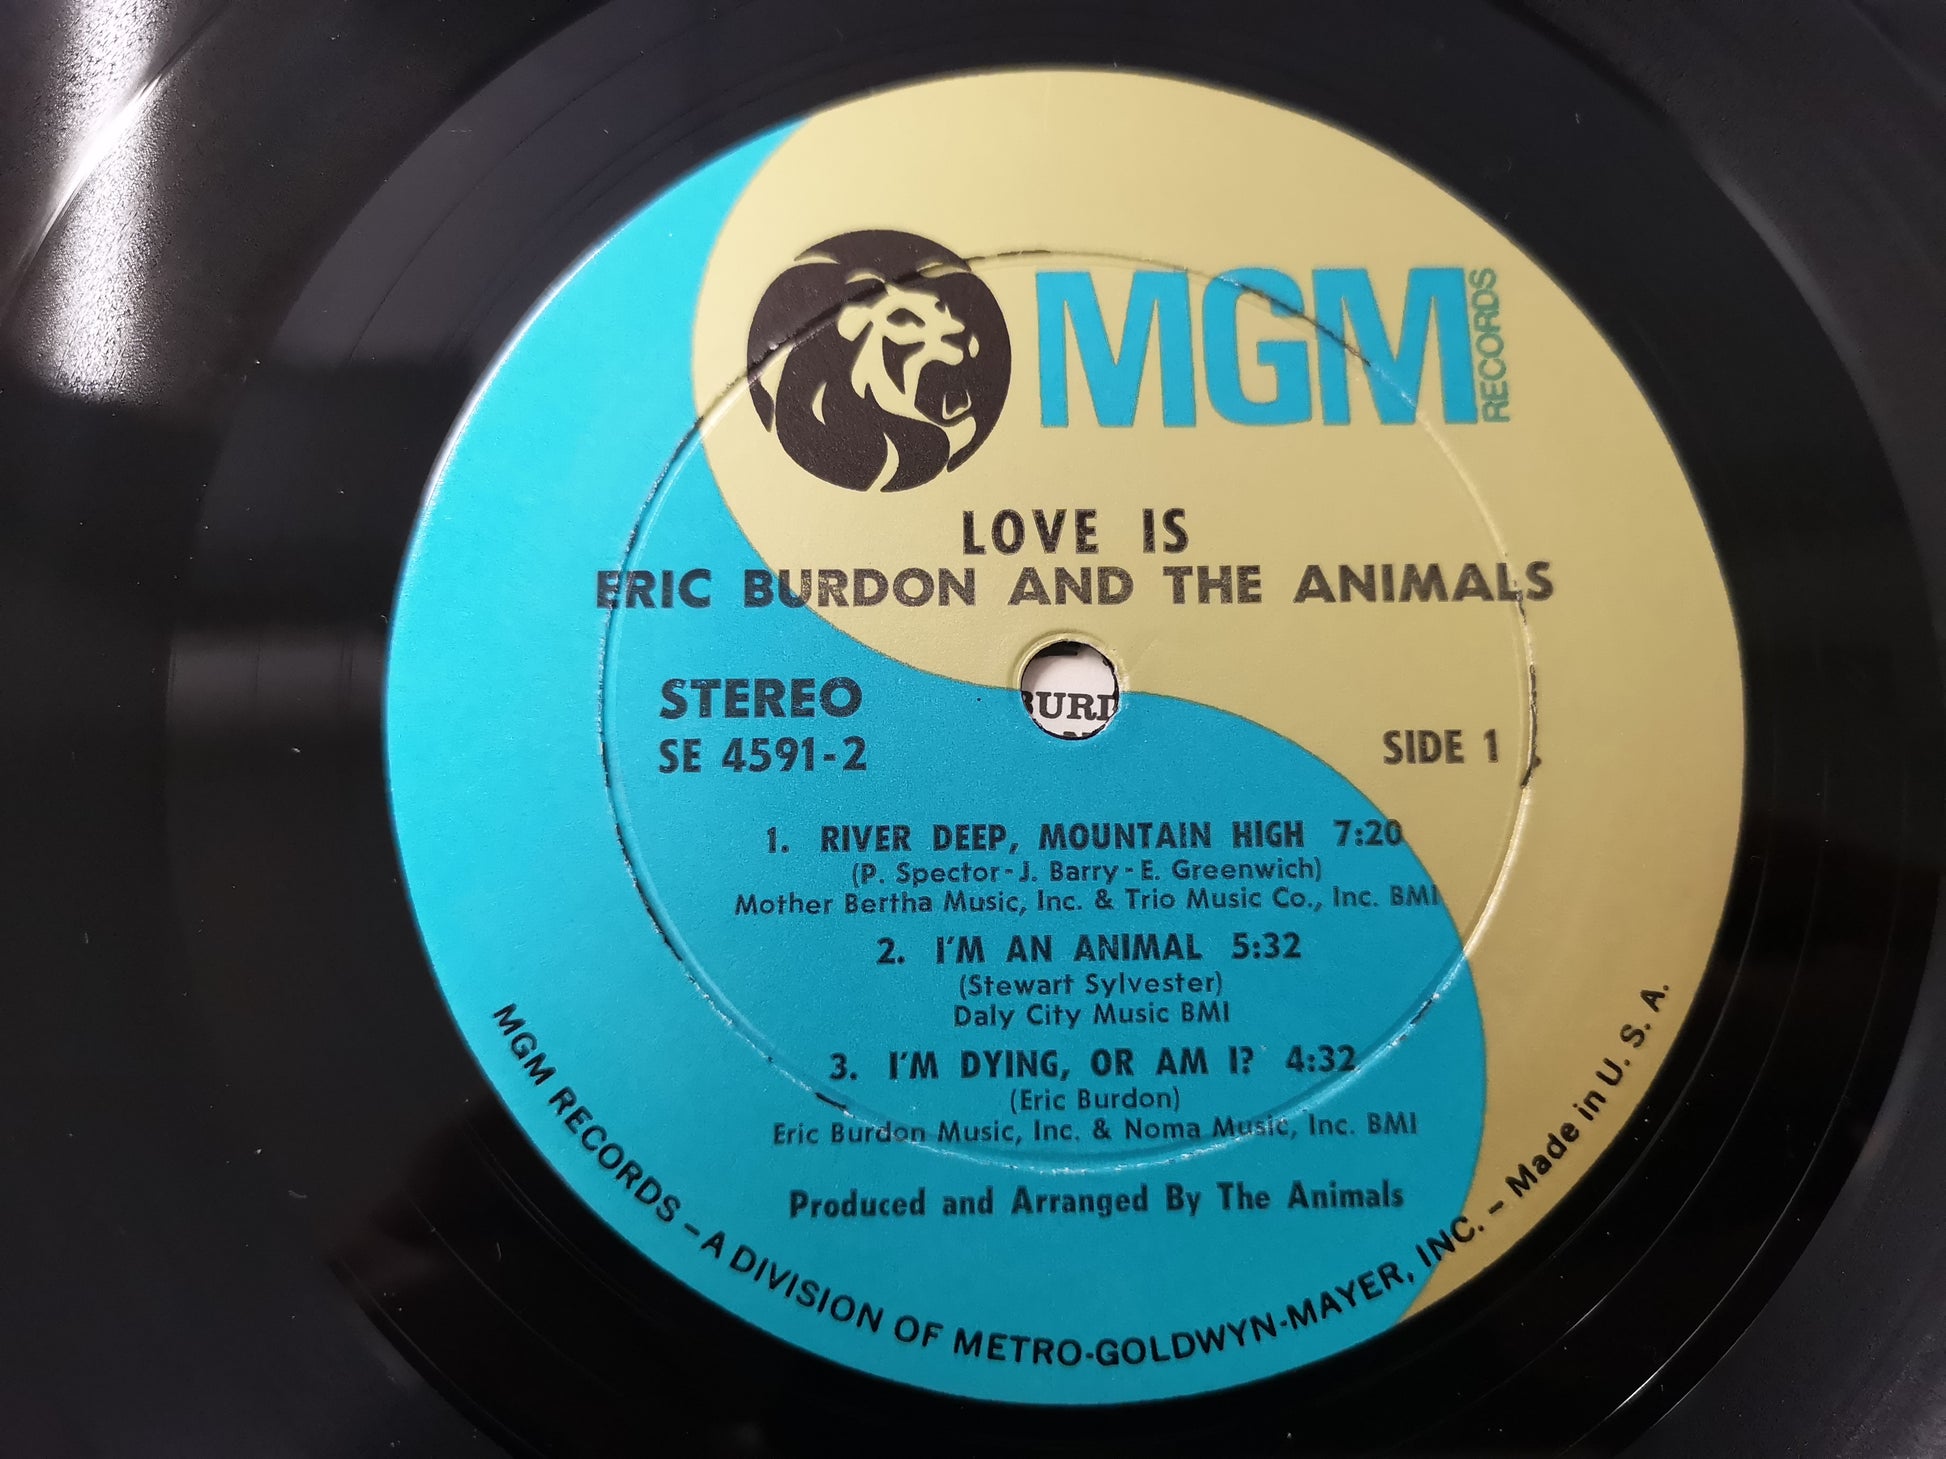 MGM RECORDS
LOVE IS
ERIC BURDON AND THE ANIMALS
STEREO
SE 4591-2
SIDE 1
BURD
1. RIVER DEEP, MOUNTAIN HIGH 7:20
(P. Spector-J. Barry-E. Greenwich)
Mother Bertha Music, Inc. & Trio Music Co., Inc. BMI
2. I'M AN ANIMAL 5:32
(Stewart Sylvester)
Daly City Music BMI
3. I'M DYING, OR AM I? 4:32
(Eric Burdon)
Eric Burdon Music, Inc. & Noma Music, Inc. BMI
Produced and Arranged By The Animals
MGM RECORDS – A DIVISION OF METRO-GOLDWYN-MAYER, INC. – Made in U. S. A.